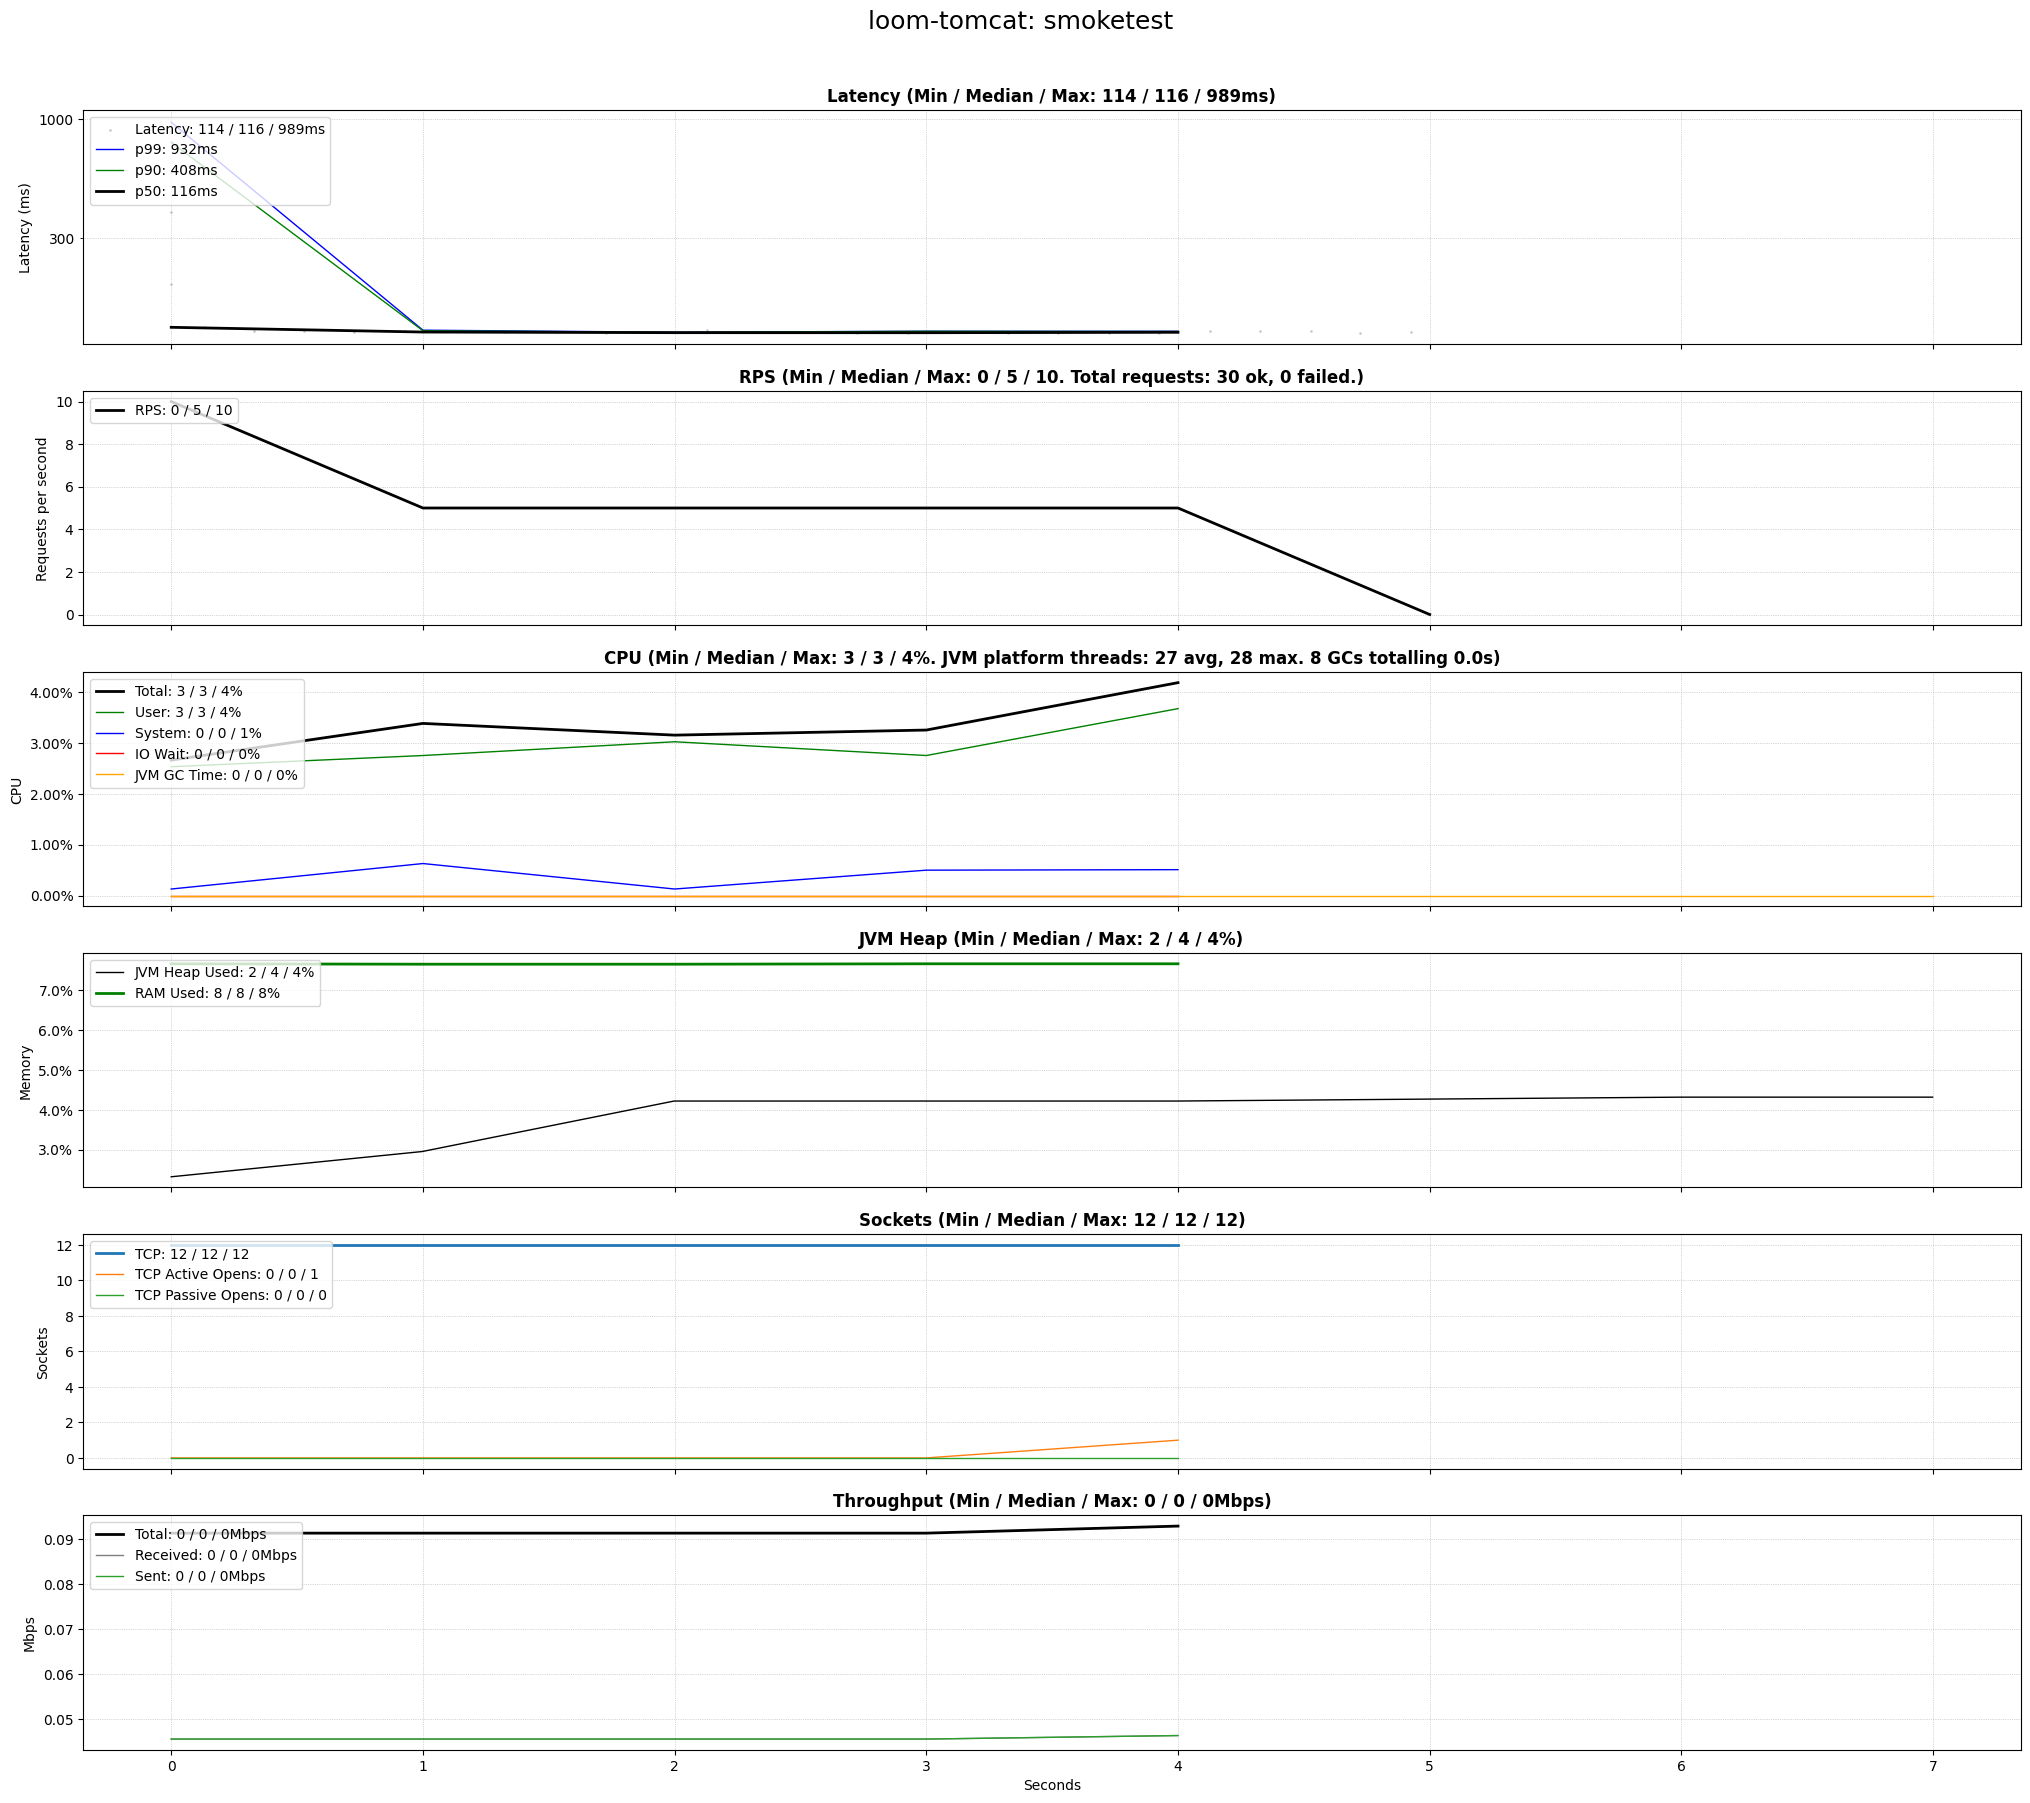 loom-tomcat: smoketest
Latency (Min / Median / Max: 114 / 116 / 989ms)
Latency (ms)
1000
300
Latency: 114 / 116 / 989ms
p99: 932ms
p90: 408ms
p50: 116ms
RPS (Min / Median / Max: 0 / 5 / 10. Total requests: 30 ok, 0 failed.)
Requests per second
10
8
6
4
2
0
RPS: 0 / 5 / 10
CPU (Min / Median / Max: 3 / 3 / 4%. JVM platform threads: 27 avg, 28 max. 8 GCs totalling 0.0s)
CPU
4.00%
3.00%
2.00%
1.00%
0.00%
Total: 3 / 3 / 4%
User: 3 / 3 / 4%
System: 0 / 0 / 1%
IO Wait: 0 / 0 / 0%
JVM GC Time: 0 / 0 / 0%
JVM Heap (Min / Median / Max: 2 / 4 / 4%)
Memory
7.0%
6.0%
5.0%
4.0%
3.0%
JVM Heap Used: 2 / 4 / 4%
RAM Used: 8 / 8 / 8%
Sockets (Min / Median / Max: 12 / 12 / 12)
Sockets
12
10
8
6
4
2
0
TCP: 12 / 12 / 12
TCP Active Opens: 0 / 0 / 1
TCP Passive Opens: 0 / 0 / 0
Throughput (Min / Median / Max: 0 / 0 / 0Mbps)
Mbps
0.09
0.08
0.07
0.06
0.05
Total: 0 / 0 / 0Mbps
Received: 0 / 0 / 0Mbps
Sent: 0 / 0 / 0Mbps
0 1 2 3 4 5 6 7
Seconds